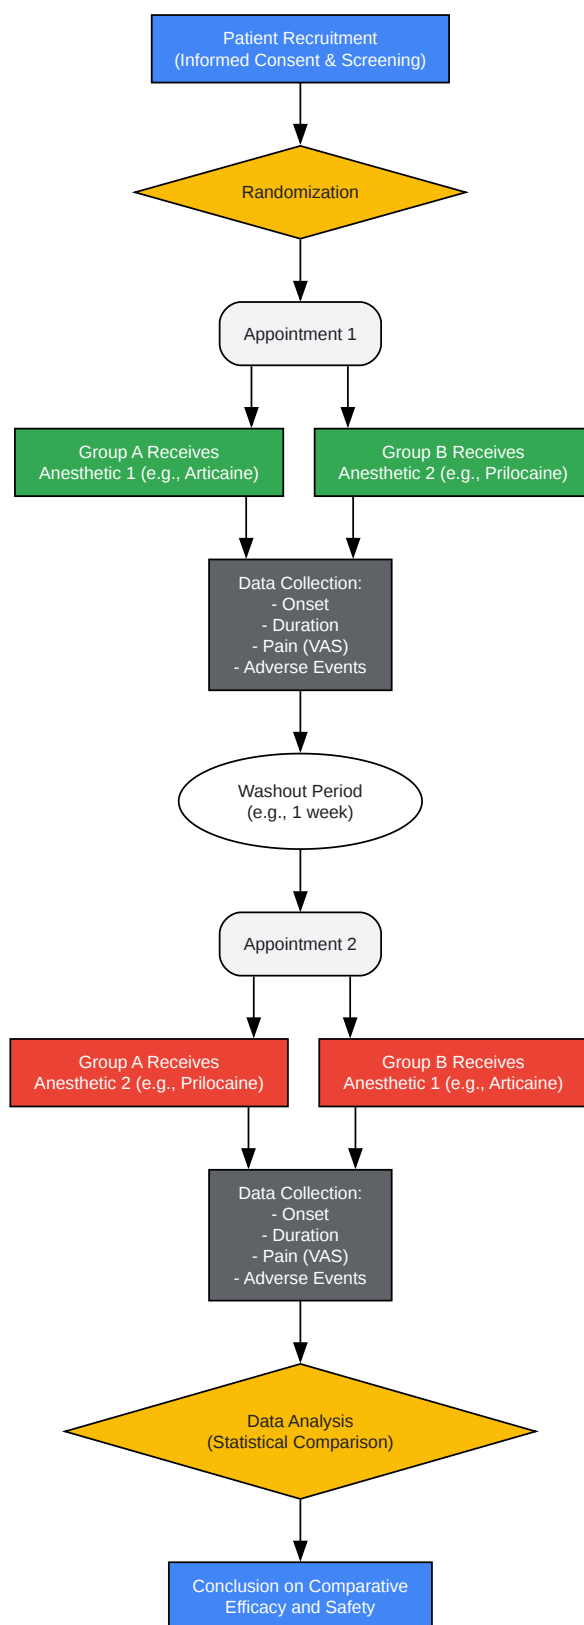 Patient Recruitment
(Informed Consent & Screening)
Randomization
Appointment 1
Group A Receives
Anesthetic 1 (e.g., Articaine)
Group B Receives
Anesthetic 2 (e.g., Prilocaine)
Data Collection:
- Onset
- Duration
- Pain (VAS)
- Adverse Events
Washout Period
(e.g., 1 week)
Appointment 2
Group A Receives
Anesthetic 2 (e.g., Prilocaine)
Group B Receives
Anesthetic 1 (e.g., Articaine)
Data Collection:
- Onset
- Duration
- Pain (VAS)
- Adverse Events
Data Analysis
(Statistical Comparison)
Conclusion on Comparative
Efficacy and Safety